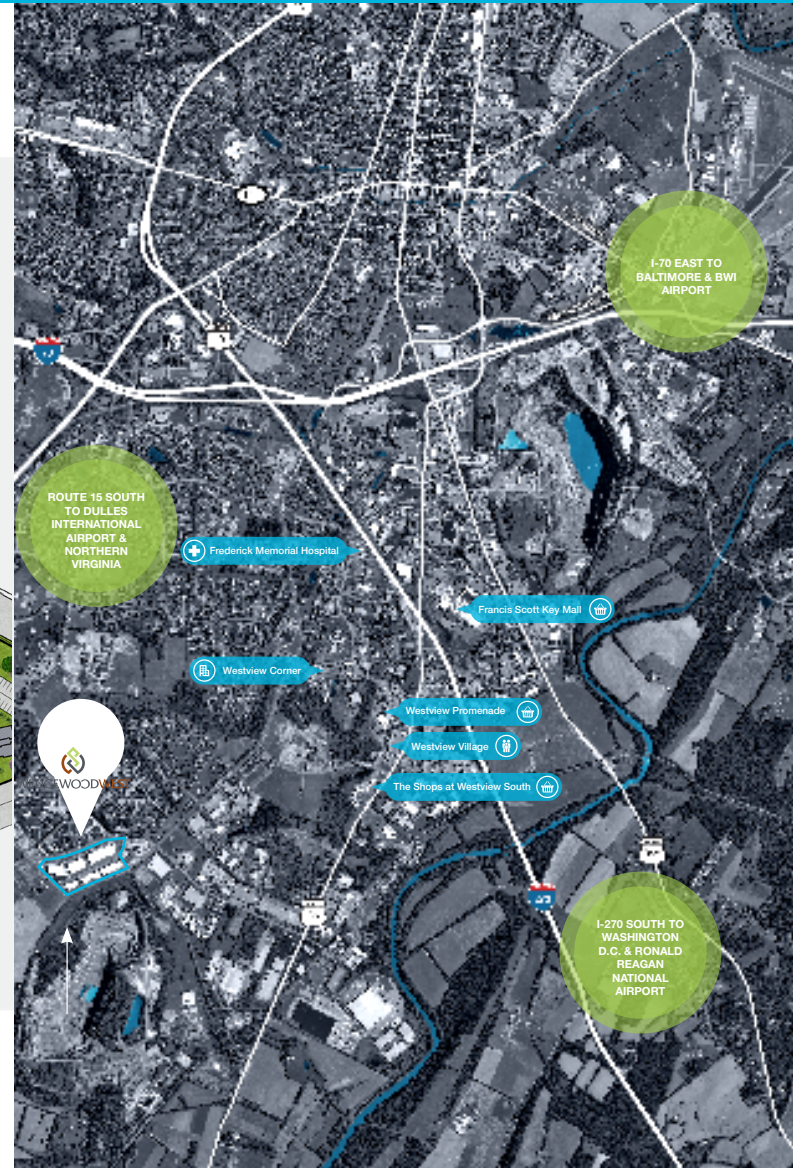 I-70 EAST TO
BALTIMORE & BWI
AIRPORT
ROUTE 15 SOUTH
TO DULLES
INTERNATIONAL
AIRPORT &
NORTHERN
VIRGINIA
Frederick Memorial Hospital
Francis Scott Key Mall
Westview Corner
Westview Promenade
Westview Village
The Shops at Westview South
I-270 SOUTH TO
WASHINGTON
D.C. & RONALD
REAGAN
NATIONAL
AIRPORT